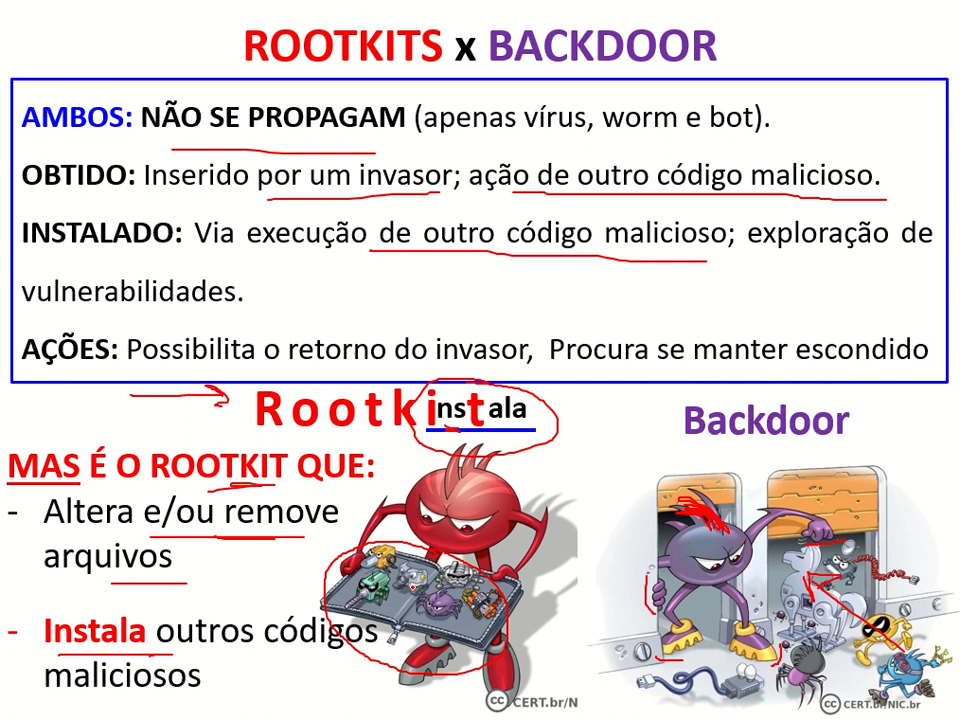 ROOTKITS x BACKDOOR
AMBOS: NÃO SE PROPAGAM (apenas vírus, worm e bot).
OBTIDO: Inserido por um invasor; ação de outro código malicioso.
INSTALADO: Via execução de outro código malicioso; exploração de
vulnerabilidades.
AÇÕES: Possibilita o retorno do invasor, Procura se manter escondido
Rootkit
instala
Backdoor
MAS É O ROOTKIT QUE:
- Altera e/ou remove
arquivos
- Instala outros códigos
maliciosos
cc CERT.br/N
cc CERT.br/NIC.br